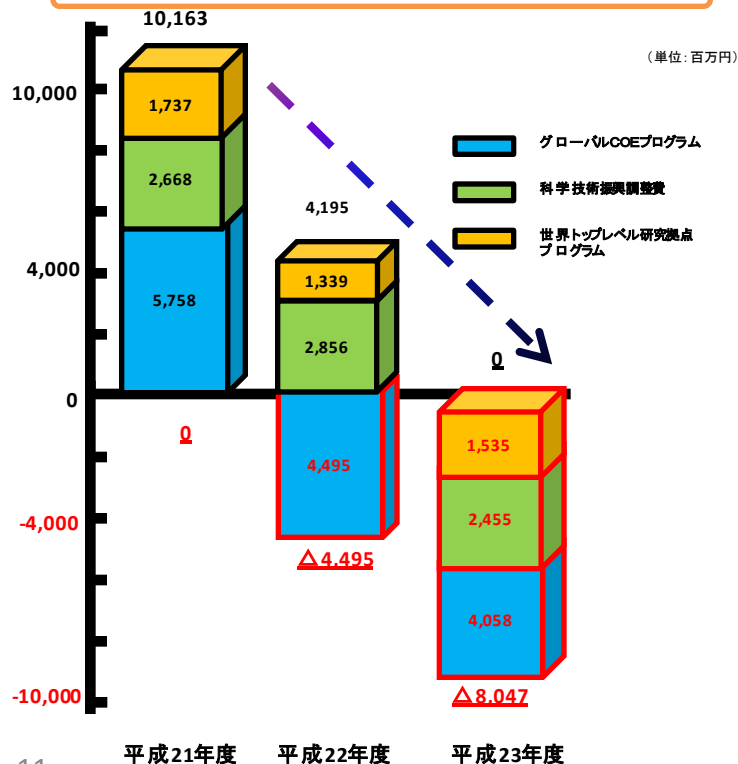 10,163
（単位：百万円）
10,000
1,737
グローバルCOEプログラム
2,668
科学技術振興調整費
4,195
世界トップレベル研究拠点
プログラム
4,000
1,339
5,758
2,856
0
0
0
1,535
4,495
2,455
-4,000
△4,495
4,058
-10,000
△8,047
平成21年度
平成22年度
平成23年度